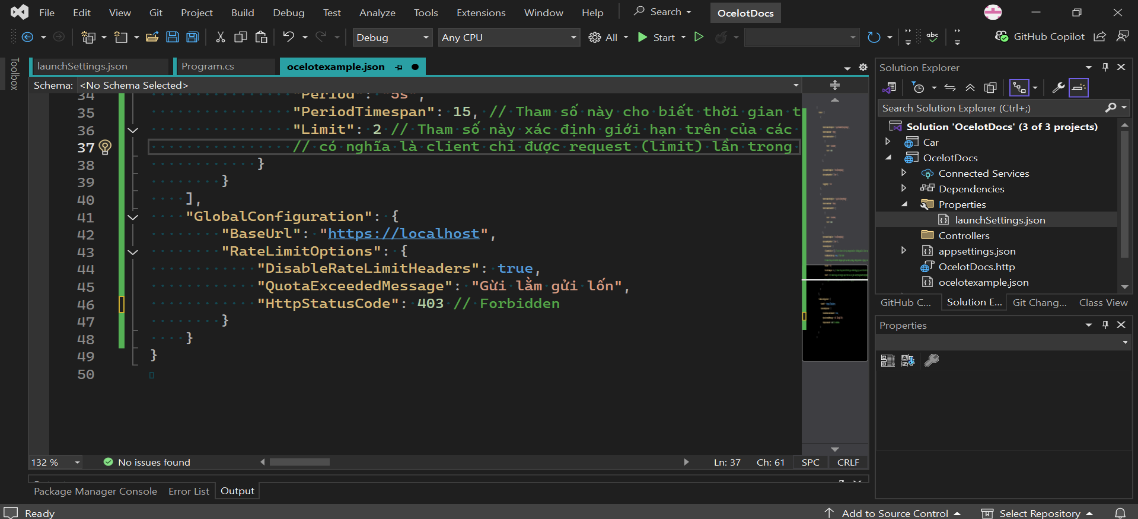 File Edit View Git Project Build Debug Test Analyze Tools Extensions Window Help Search OcelotDocs
Debug Any CPU All Start GitHub Copilot
Toolbox
launchSettings.json Program.cs ocelotexample.json
Schema: <No Schema Selected>
34 "Period": "5s",
35 "PeriodTimespan": 15, // Tham số này cho biết thời gian t
36 "Limit": 2 // Tham số này xác định giới hạn trên của các
37 // có nghĩa là client chỉ được request (limit) lần trong
38 }
39 }
40 ],
41 "GlobalConfiguration": {
42 "BaseUrl": "https://localhost",
43 "RateLimitOptions": {
44 "DisableRateLimitHeaders": true,
45 "QuotaExceededMessage": "Gửi lắm gửi lốn",
46 "HttpStatusCode": 403 // Forbidden
47 }
48 }
49 }
50
132 % No issues found Ln: 37 Ch: 61 SPC CRLF
Package Manager Console Error List Output
Solution Explorer
Search Solution Explorer (Ctrl+;)
Solution 'OcelotDocs' (3 of 3 projects)
Car
OcelotDocs
Connected Services
Dependencies
Properties
launchSettings.json
Controllers
appsettings.json
OcelotDocs.http
ocelotexample.json
GitHub C... Solution E... Git Chang... Class View
Properties
Ready Add to Source Control Select Repository